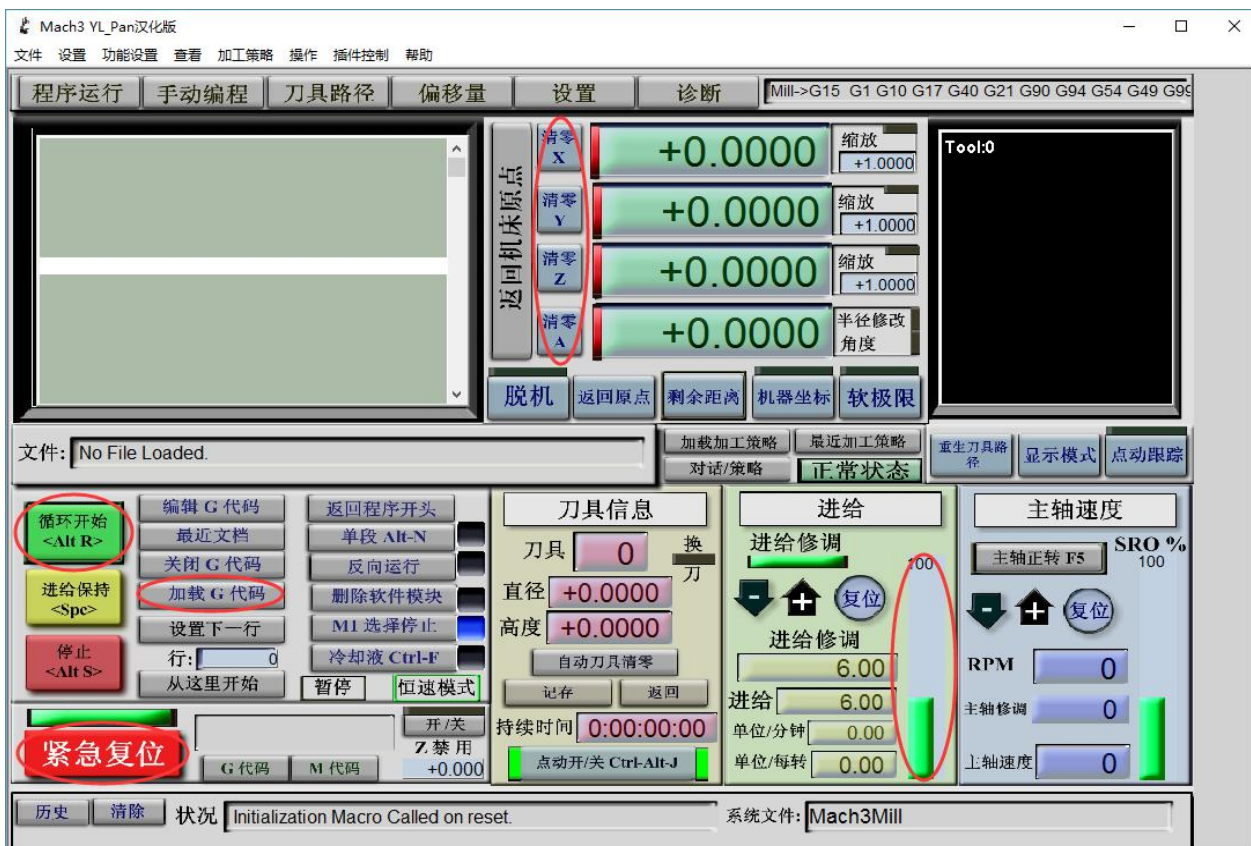 Mach3 YL_Pan汉化版
文件 设置 功能设置 查看 加工策略 操作 插件控制 帮助
程序运行 手动编程 刀具路径 偏移量 设置 诊断 Mill->G15 G1 G10 G17 G40 G21 G90 G94 G54 G49 G99
返回机床原点
清零 X +0.0000 缩放 +1.0000
清零 Y +0.0000 缩放 +1.0000
清零 Z +0.0000 缩放 +1.0000
清零 A +0.0000 半径修改 角度
Tool:0
脱机 返回原点 剩余距离 机器坐标 软极限
文件: No File Loaded.
加载加工策略 最近加工策略
对话/策略 正常状态
重生刀具路径 显示模式 点动跟踪
循环开始 <Alt R>
进给保持 <Spc>
停止 <Alt S>
编辑 G 代码
最近文档
关闭 G 代码
加载 G 代码
设置下一行
行: 0
从这里开始
返回程序开头
单段 Alt-N
反向运行
删除软件模块
M1 选择停止
冷却液 Ctrl-F
暂停 恒速模式
紧急复位
G 代码 M 代码
开/关
Z 禁用
+0.000
刀具信息
刀具 0 换刀
直径 +0.0000
高度 +0.0000
自动刀具清零
记存 返回
持续时间 0:00:00:00
点动开/关 Ctrl-Alt-J
进给
进给修调 100
- + 复位
进给修调
6.00
进给 6.00
单位/分钟 0.00
单位/每转 0.00
主轴速度
主轴正转 F5 SRO % 100
- + 复位
RPM 0
主轴修调 0
主轴速度 0
历史 清除 状况 Initialization Macro Called on reset. 系统文件: Mach3Mill